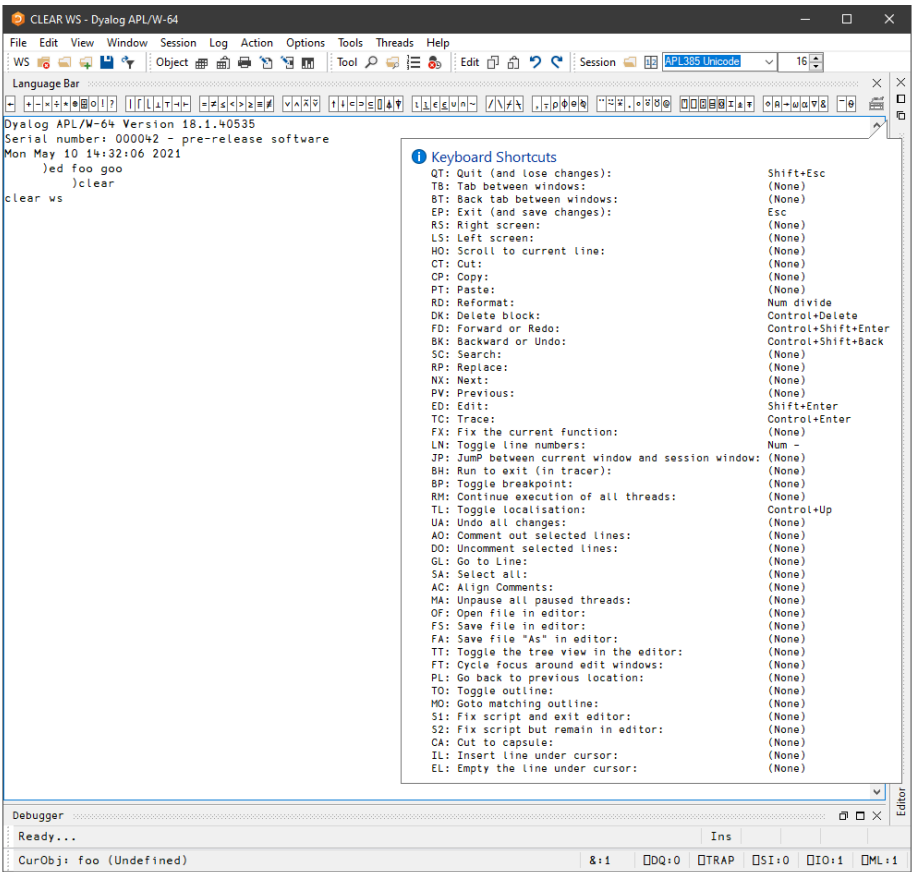 CLEAR WS - Dyalog APL/W-64
File Edit View Window Session Log Action Options Tools Threads Help
WS Object Tool Edit Session APL385 Unicode 16
Language Bar
Dyalog APL/W-64 Version 18.1.40535
Serial number: 000042 - pre-release software
Mon May 10 14:32:06 2021
)ed foo goo
)clear
clear ws
Keyboard Shortcuts
QT: Quit (and lose changes): Shift+Esc
TB: Tab between windows: (None)
BT: Back tab between windows: (None)
EP: Exit (and save changes): Esc
RS: Right screen: (None)
LS: Left screen: (None)
HO: Scroll to current line: (None)
CT: Cut: (None)
CP: Copy: (None)
PT: Paste: (None)
RD: Reformat: Num divide
DK: Delete block: Control+Delete
FD: Forward or Redo: Control+Shift+Enter
BK: Backward or Undo: Control+Shift+Back
SC: Search: (None)
RP: Replace: (None)
NX: Next: (None)
PV: Previous: (None)
ED: Edit: Shift+Enter
TC: Trace: Control+Enter
FX: Fix the current function: (None)
LN: Toggle line numbers: Num -
JP: JumP between current window and session window: (None)
BH: Run to exit (in tracer): (None)
BP: Toggle breakpoint: (None)
RM: Continue execution of all threads: (None)
TL: Toggle localisation: Control+Up
UA: Undo all changes: (None)
AO: Comment out selected lines: (None)
DO: Uncomment selected lines: (None)
GL: Go to Line: (None)
SA: Select all: (None)
AC: Align Comments: (None)
MA: Unpause all paused threads: (None)
OF: Open file in editor: (None)
FS: Save file in editor: (None)
FA: Save file "As" in editor: (None)
TT: Toggle the tree view in the editor: (None)
FT: Cycle focus around edit windows: (None)
PL: Go back to previous location: (None)
TO: Toggle outline: (None)
MO: Goto matching outline: (None)
S1: Fix script and exit editor: (None)
S2: Fix script but remain in editor: (None)
CA: Cut to capsule: (None)
IL: Insert line under cursor: (None)
EL: Empty the line under cursor: (None)
Editor
Debugger
Ready... Ins
CurObj: foo (Undefined) &:1 ⎕DQ:0 ⎕TRAP ⎕SI:0 ⎕IO:1 ⎕ML:1